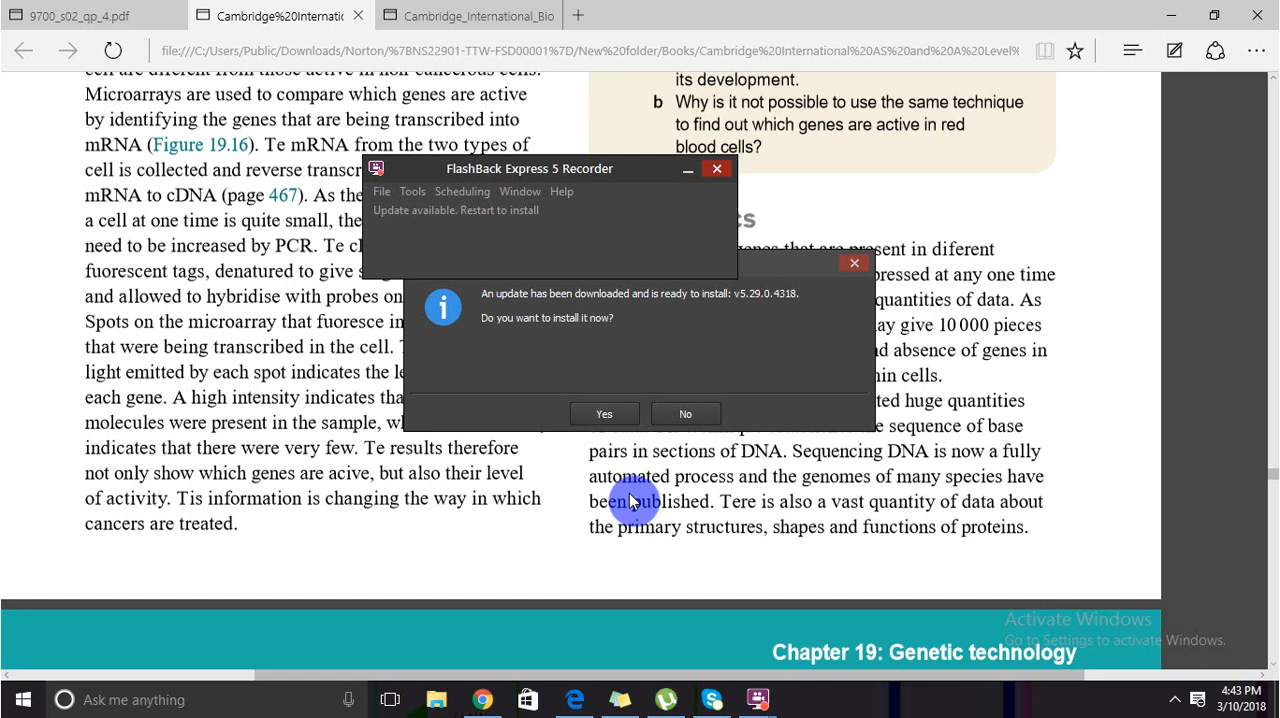 9700_s02_qp_4.pdf
Cambridge%20Internatic
Cambridge_International_Bio
file:///C:/Users/Public/Downloads/Norton/%7BNS22901-TTW-FSD00001%7D/New%20folder/Books/Cambridge%20International%20AS%20and%20A%20Level%
Microarrays are used to compare which genes are active
by identifying the genes that are being transcribed into
mRNA (Figure 19.16). Te mRNA from the two types of
cell is collected and reverse transc
mRNA to cDNA (page 467). As the
a cell at one time is quite small, the
need to be increased by PCR. Te cI
fluorescent tags, denatured to give s
and allowed to hybridise with probes on
Spots on the microarray that fuoresce in
that were being transcribed in the cell. T
light emitted by each spot indicates the le
each gene. A high intensity indicates tha
molecules were present in the sample, w
indicates that there were very few. Te results therefore
not only show which genes are acive, but also their level
of activity. Tis information is changing the way in which
cancers are treated.
its development.
b Why is it not possible to use the same technique
to find out which genes are active in red
blood cells?
FlashBack Express 5 Recorder
File Tools Scheduling Window Help
Update available. Restart to install
An update has been downloaded and is ready to install: v5.29.0.4318.
Do you want to install it now?
Yes No
cs
genes that are present in diferent
pressed at any one time
quantities of data. As
ay give 10 000 pieces
d absence of genes in
in cells.
ted huge quantities
the sequence of base
pairs in sections of DNA. Sequencing DNA is now a fully
automated process and the genomes of many species have
been published. Tere is also a vast quantity of data about
the primary structures, shapes and functions of proteins.
Chapter 19: Genetic technology
Activate Windows
Go to Settings to activate Windows.
Ask me anything
4:43 PM
3/10/2018